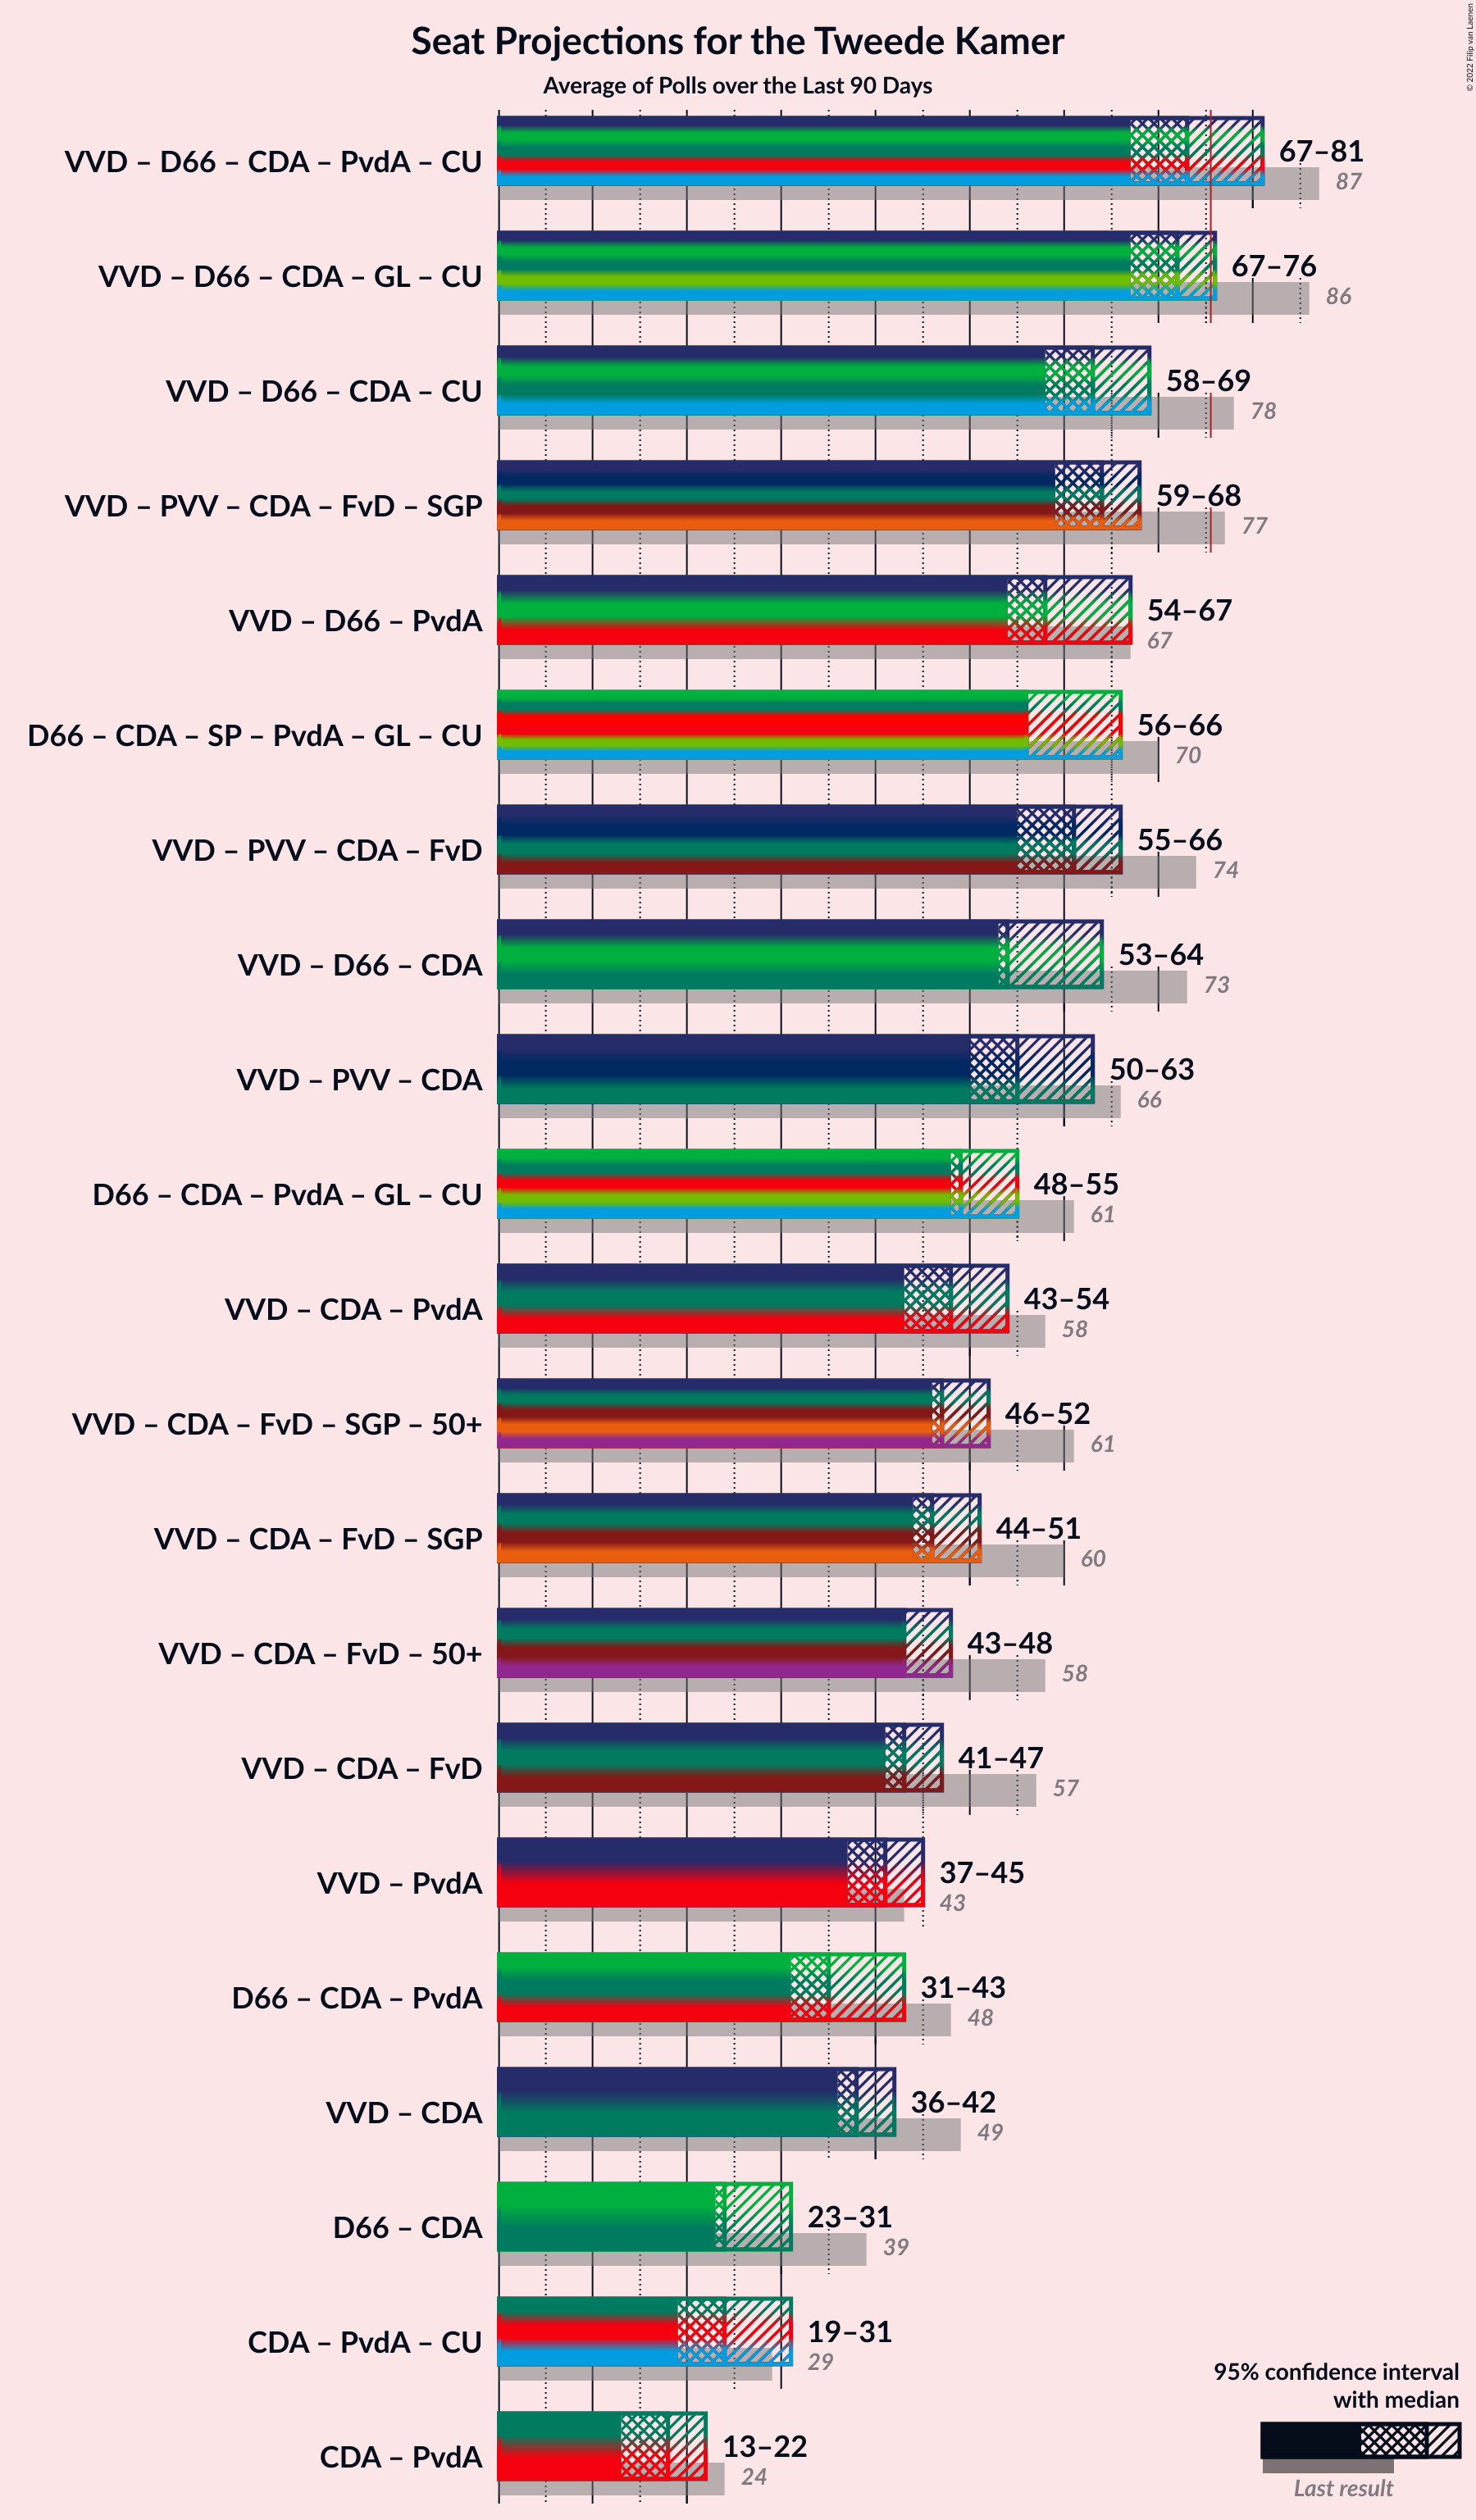 © 2022 Filip van Laenen
Seat Projections for the Tweede Kamer
Average of Polls over the Last 90 Days
VVD – D66 – CDA – PvdA – CU
67–81
87
VVD – D66 – CDA – GL – CU
67–76
86
VVD – D66 – CDA – CU
58–69
78
VVD – PVV – CDA – FvD – SGP
59–68
77
VVD – D66 – PvdA
54–67
67
D66 – CDA – SP – PvdA – GL – CU
56–66
70
VVD – PVV – CDA – FvD
55–66
74
VVD – D66 – CDA
53–64
73
VVD – PVV – CDA
50–63
66
D66 – CDA – PvdA – GL – CU
48–55
61
VVD – CDA – PvdA
43–54
58
VVD – CDA – FvD – SGP – 50+
46–52
61
VVD – CDA – FvD – SGP
44–51
60
VVD – CDA – FvD – 50+
43–48
58
VVD – CDA – FvD
41–47
57
VVD – PvdA
37–45
43
D66 – CDA – PvdA
31–43
48
VVD – CDA
36–42
49
D66 – CDA
23–31
39
CDA – PvdA – CU
19–31
29
CDA – PvdA
13–22
24
95% confidence interval
with median
Last result